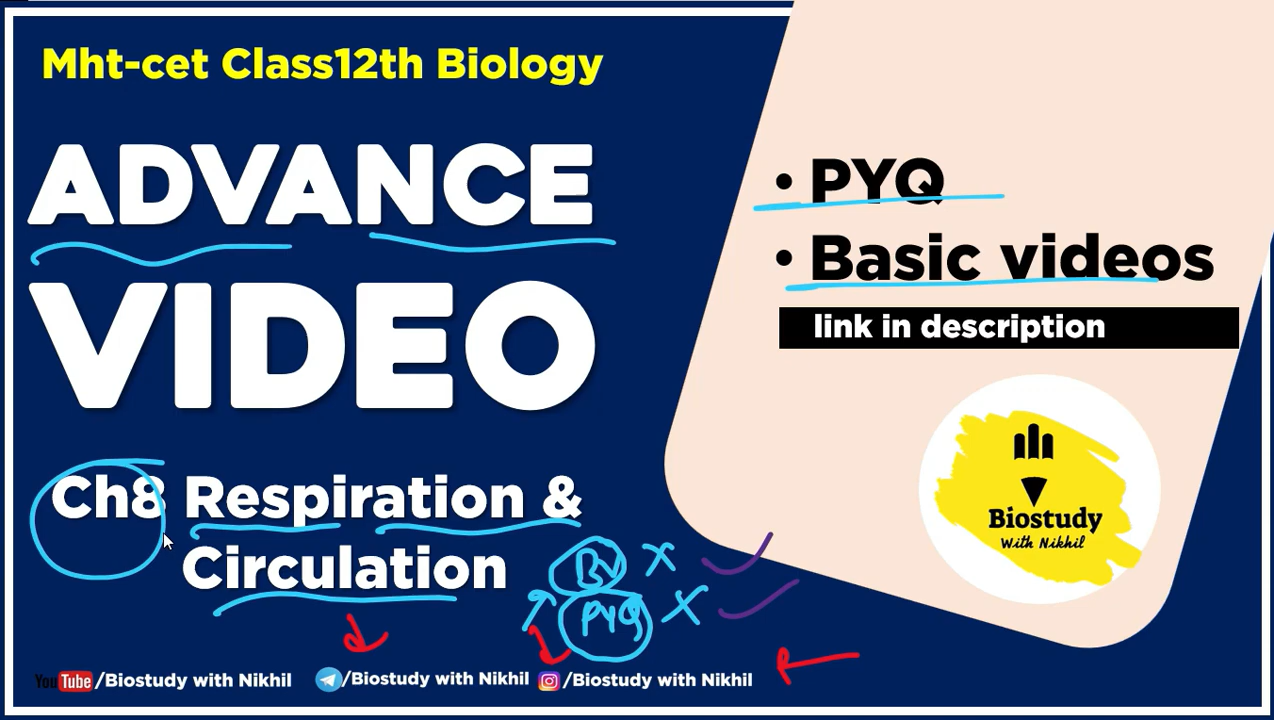 Mht-cet Class12th Biology
ADVANCE
VIDEO
Ch8 Respiration &
Circulation
• PYQ
• Basic videos
link in description
Biostudy
With Nikhil
BV X
PYQ X
YouTube/Biostudy with Nikhil
/Biostudy with Nikhil
/Biostudy with Nikhil